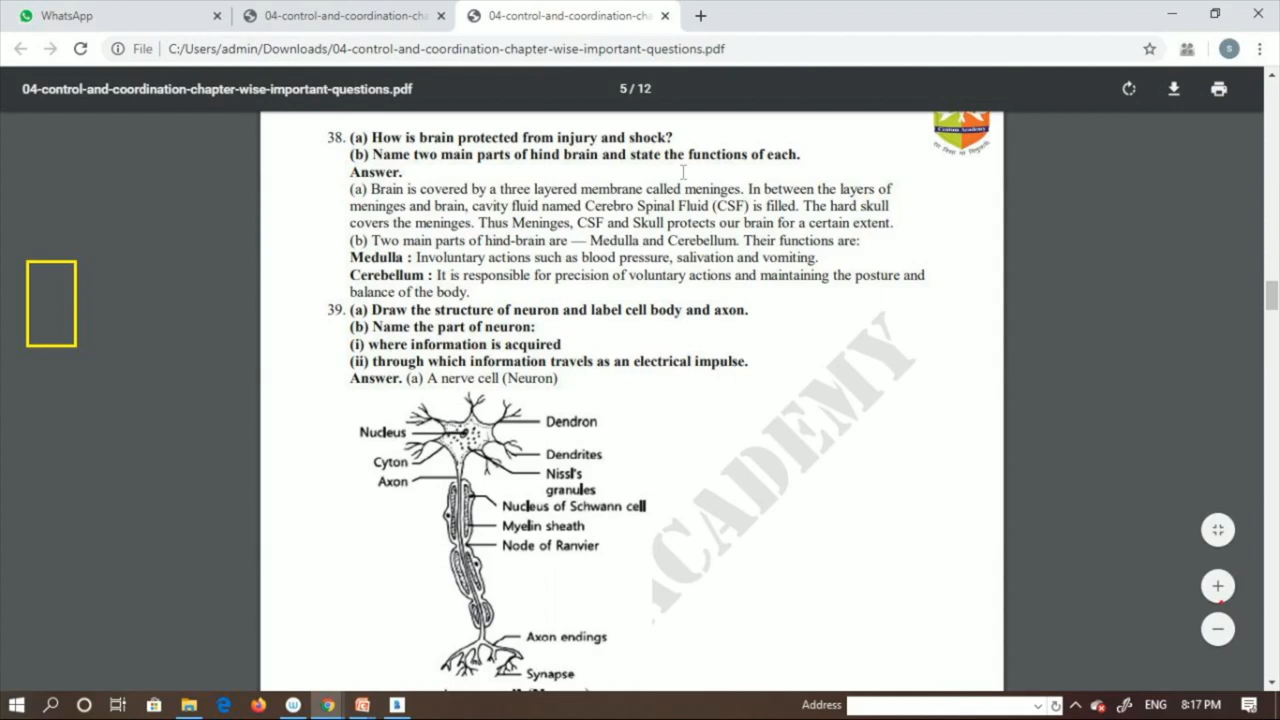 WhatsApp
04-control-and-coordination-cha
04-control-and-coordination-cha
File
C:/Users/admin/Downloads/04-control-and-coordination-chapter-wise-important-questions.pdf
S
04-control-and-coordination-chapter-wise-important-questions.pdf
5 / 12
Centum Academy
38. (a) How is brain protected from injury and shock?
(b) Name two main parts of hind brain and state the functions of each.
Answer.
(a) Brain is covered by a three layered membrane called meninges. In between the layers of
meninges and brain, cavity fluid named Cerebro Spinal Fluid (CSF) is filled. The hard skull
covers the meninges. Thus Meninges, CSF and Skull protects our brain for a certain extent.
(b) Two main parts of hind-brain are — Medulla and Cerebellum. Their functions are:
Medulla : Involuntary actions such as blood pressure, salivation and vomiting.
Cerebellum : It is responsible for precision of voluntary actions and maintaining the posture and
balance of the body.
39. (a) Draw the structure of neuron and label cell body and axon.
(b) Name the part of neuron:
(i) where information is acquired
(ii) through which information travels as an electrical impulse.
Answer. (a) A nerve cell (Neuron)
Dendron
Nucleus
Dendrites
Cyton
Nissl's
granules
Axon
Nucleus of Schwann cell
Myelin sheath
Node of Ranvier
Axon endings
Synapse
CADEMY
Address
ENG
8:17 PM